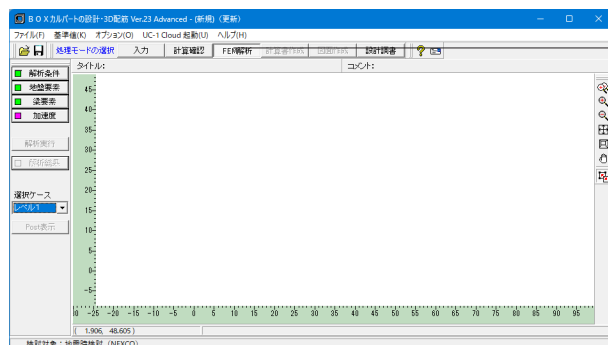 BOXカルバートの設計・3D配筋 Ver.23 Advanced - (新規) (更新)
ファイル(F) 基準値(K) オプション(O) UC-1 Cloud 起動(U) ヘルプ(H)
処理モードの選択 入力 計算確認 FEM解析 計算書作成 図面作成 設計調書
タイトル: コメント:
解析条件
地盤要素
梁要素
加速度
解析実行
選択ケース
レベル1
Post表示
45
40
35
30
25
20
15
10
5
0
-5
-25 -20 -15 -10 -5 0 5 10 15 20 25 30 35 40 45 50 55 60 65 70 75 80 85 90 95
( 1.906, 48.605)
検討対象:地震時検討 (NEXCO)